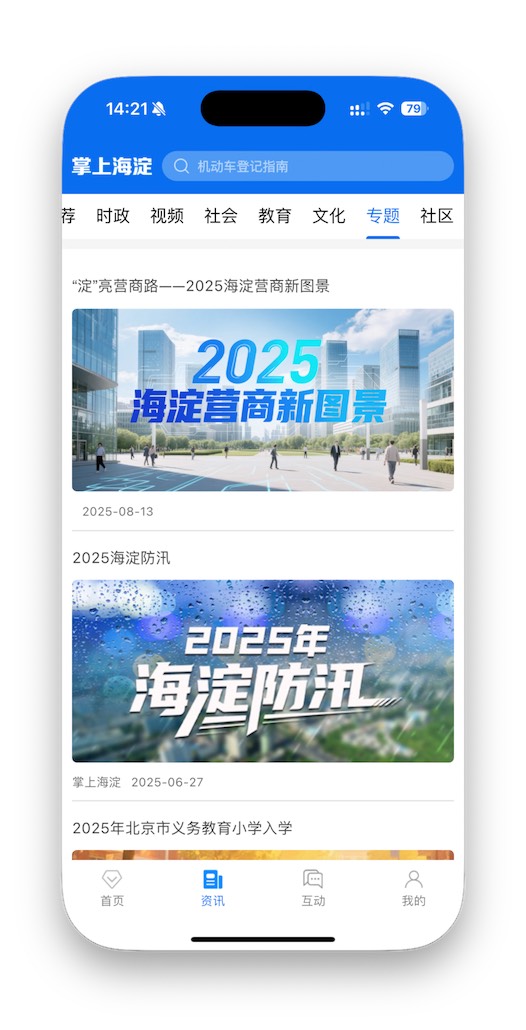 14:21
79
掌上海淀
机动车登记指南
荐 时政 视频 社会 教育 文化 专题 社区
“淀”亮营商路——2025海淀营商新图景
2025
海淀营商新图景
2025-08-13
2025海淀防汛
2025年
海淀防汛
掌上海淀 2025-06-27
2025年北京市义务教育小学入学
首页 资讯 互动 我的